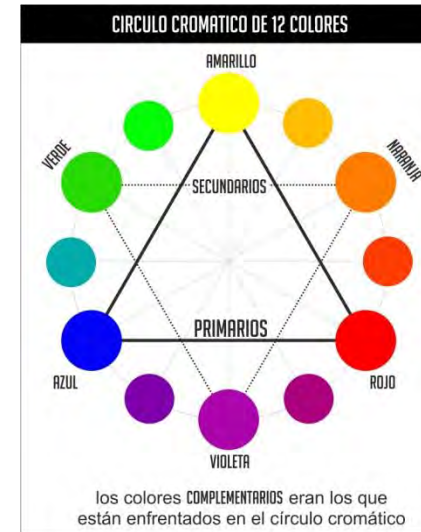 CIRCULO CROMATICO DE 12 COLORES
AMARILLO
VERDE
NARANJA
SECUNDARIOS
PRIMARIOS
AZUL
ROJO
VIOLETA
los colores COMPLEMENTARIOS eran los que
están enfrentados en el círculo cromático